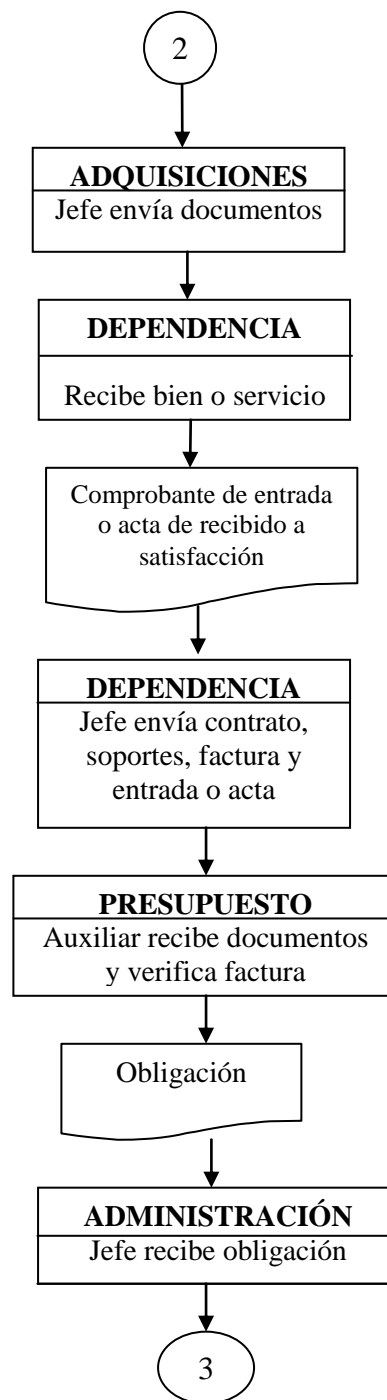 2
ADQUISICIONES
Jefe envía documentos
DEPENDENCIA
Recibe bien o servicio
Comprobante de entrada
o acta de recibido a
satisfacción
DEPENDENCIA
Jefe envía contrato,
soportes, factura y
entrada o acta
PRESUPUESTO
Auxiliar recibe documentos
y verifica factura
Obligación
ADMINISTRACIÓN
Jefe recibe obligación
3